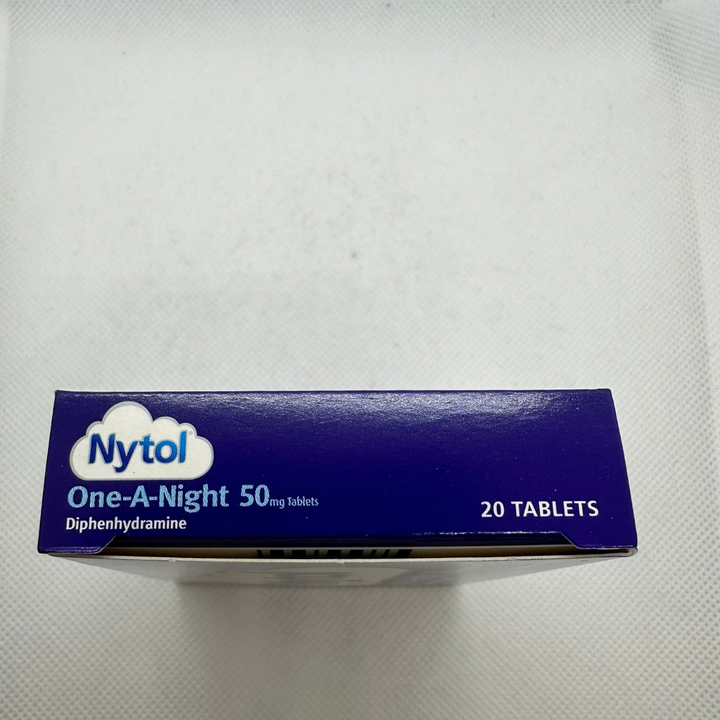 Nytol
One-A-Night 50mg Tablets
Diphenhydramine
20 TABLETS